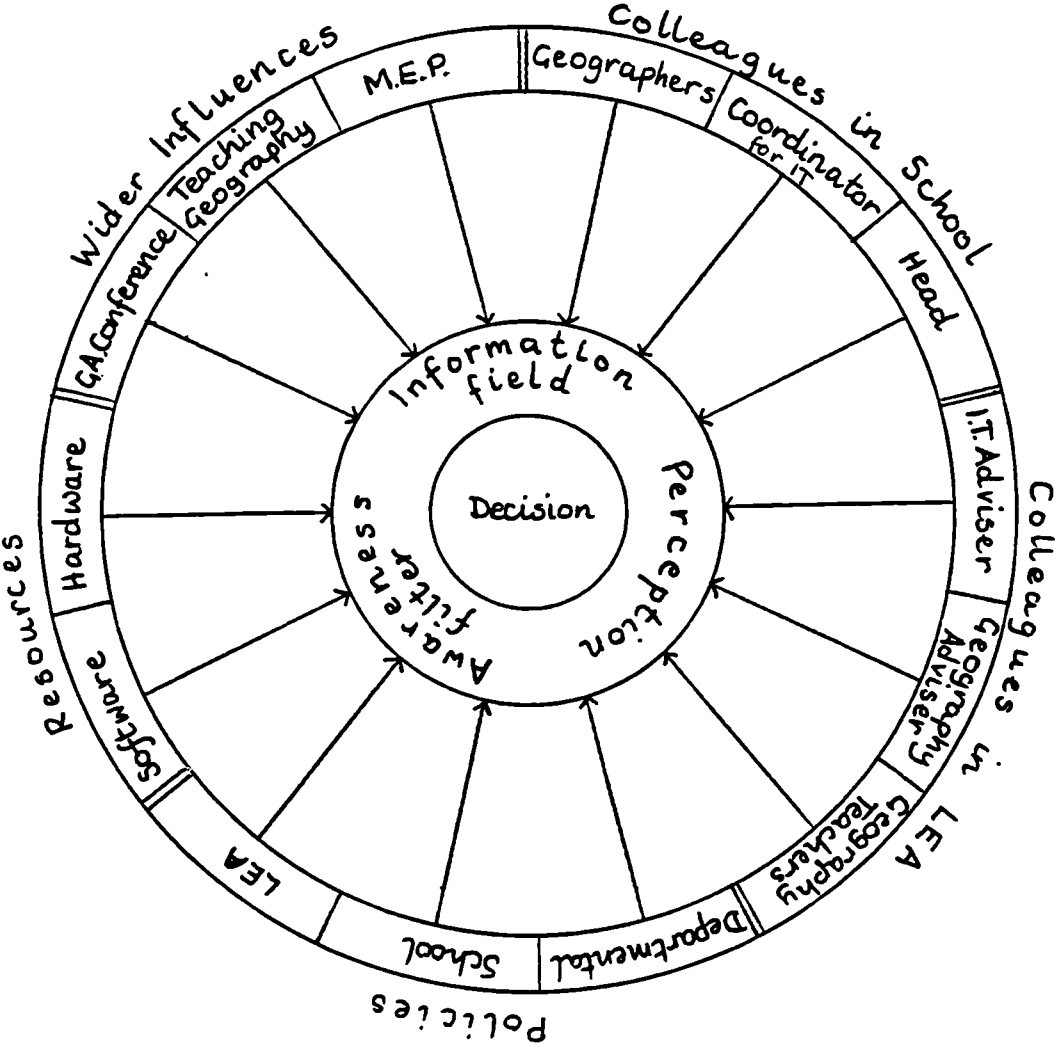 Wider Influences
Colleagues in School
Colleagues in LEA
Policies
Resources
M.E.P.
Geographers
Coordinator
for IT
Head
I.T. Adviser
Geography
Adviser
Geography
Teachers
Departmental
School
LEA
Software
Hardware
G.A. Conference
Teaching
Geography
Information
field
Perception
Awareness
filter
Decision